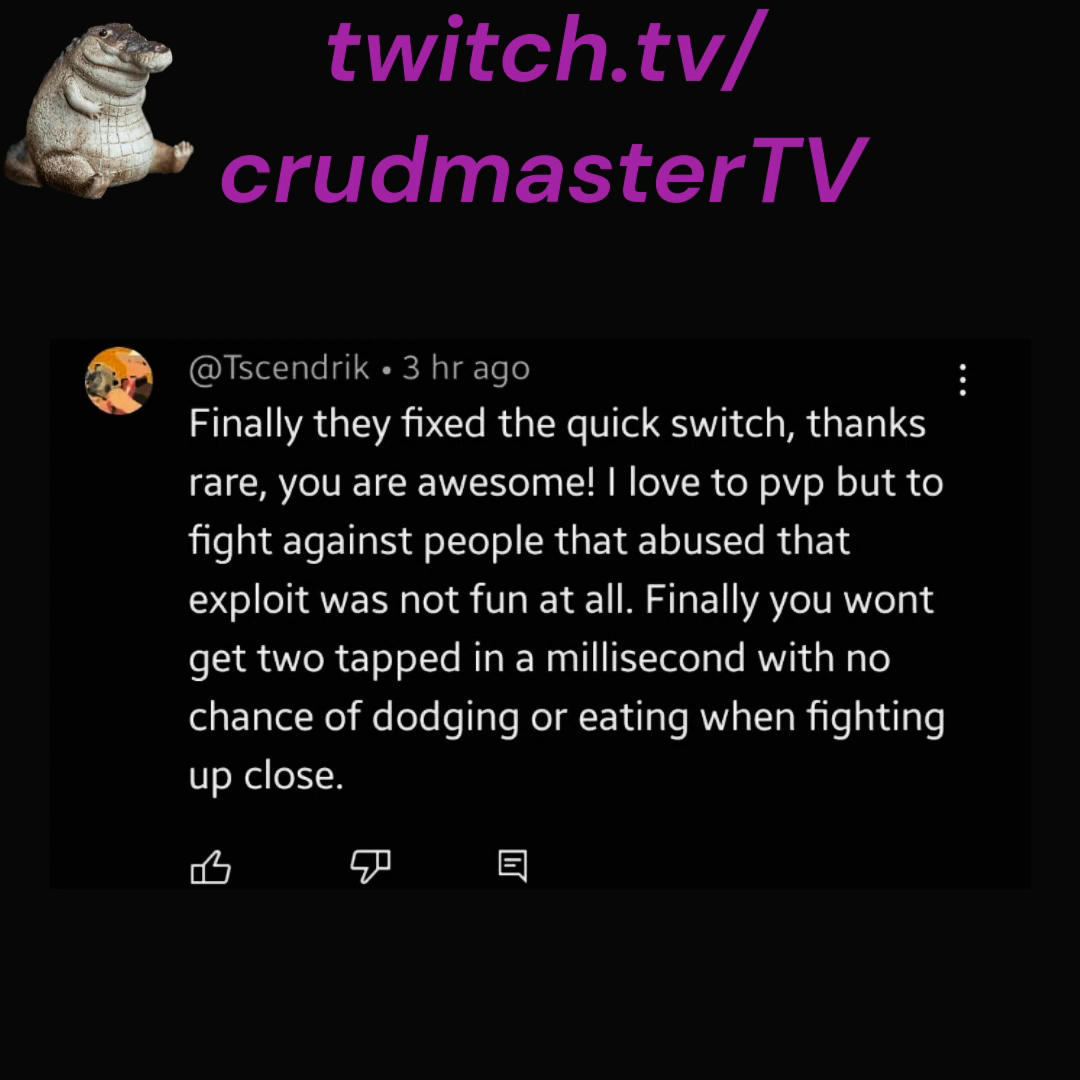 twitch.tv/
crudmasterTV
@Tscendrik • 3 hr ago
Finally they fixed the quick switch, thanks
rare, you are awesome! I love to pvp but to
fight against people that abused that
exploit was not fun at all. Finally you wont
get two tapped in a millisecond with no
chance of dodging or eating when fighting
up close.